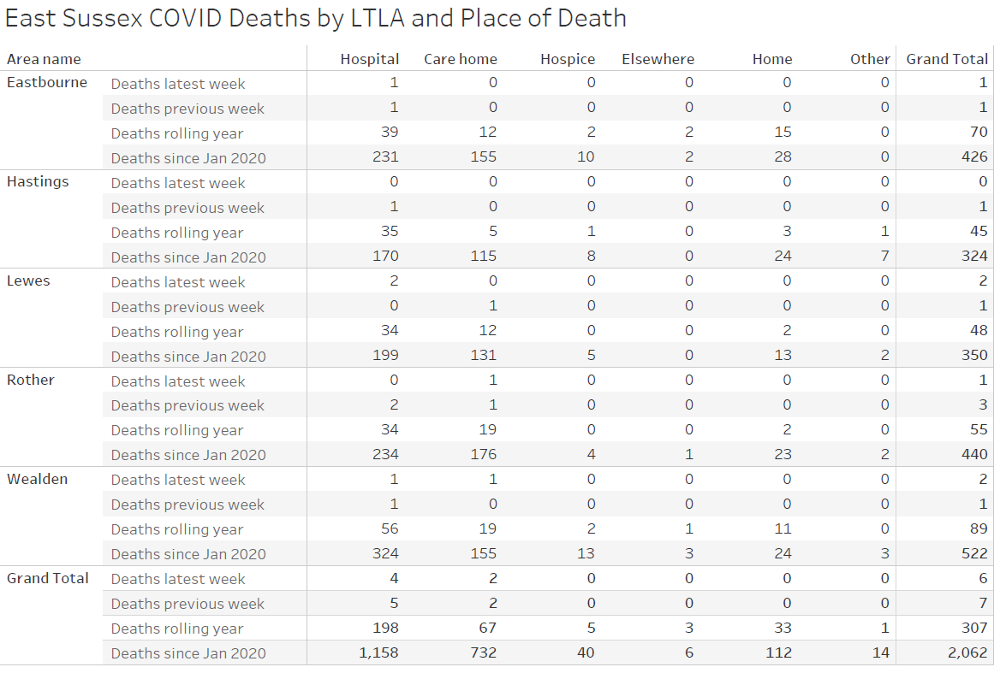 East Sussex COVID Deaths by LTLA and Place of Death
Area name Hospital Care home Hospice Elsewhere Home Other Grand Total
Eastbourne Deaths latest week 1 0 0 0 0 0 1
Deaths previous week 1 0 0 0 0 0 1
Deaths rolling year 39 12 2 2 15 0 70
Deaths since Jan 2020 231 155 10 2 28 0 426
Hastings Deaths latest week 0 0 0 0 0 0 0
Deaths previous week 1 0 0 0 0 0 1
Deaths rolling year 35 5 1 0 3 1 45
Deaths since Jan 2020 170 115 8 0 24 7 324
Lewes Deaths latest week 2 0 0 0 0 0 2
Deaths previous week 0 1 0 0 0 0 1
Deaths rolling year 34 12 0 0 2 0 48
Deaths since Jan 2020 199 131 5 0 13 2 350
Rother Deaths latest week 0 1 0 0 0 0 1
Deaths previous week 2 1 0 0 0 0 3
Deaths rolling year 34 19 0 0 2 0 55
Deaths since Jan 2020 234 176 4 1 23 2 440
Wealden Deaths latest week 1 1 0 0 0 0 2
Deaths previous week 1 0 0 0 0 0 1
Deaths rolling year 56 19 2 1 11 0 89
Deaths since Jan 2020 324 155 13 3 24 3 522
Grand Total Deaths latest week 4 2 0 0 0 0 6
Deaths previous week 5 2 0 0 0 0 7
Deaths rolling year 198 67 5 3 33 1 307
Deaths since Jan 2020 1,158 732 40 6 112 14 2,062